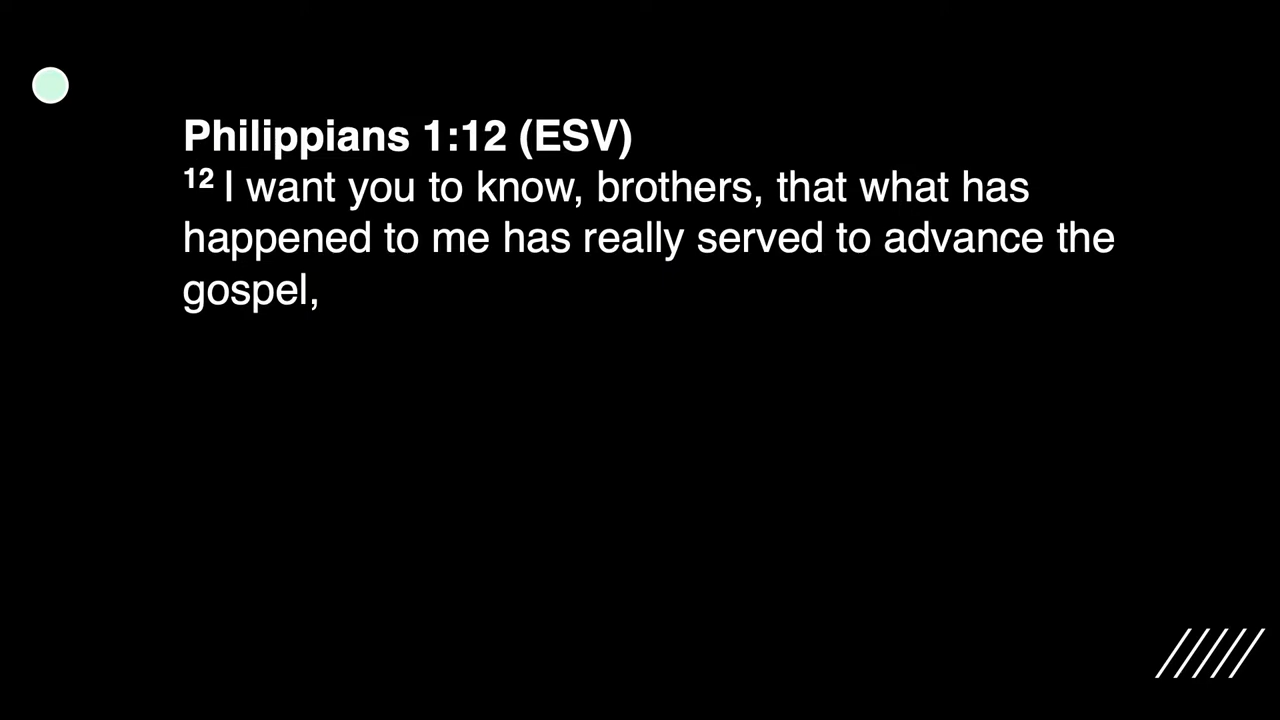 Philippians 1:12 (ESV)
12 I want you to know, brothers, that what has
happened to me has really served to advance the
gospel,